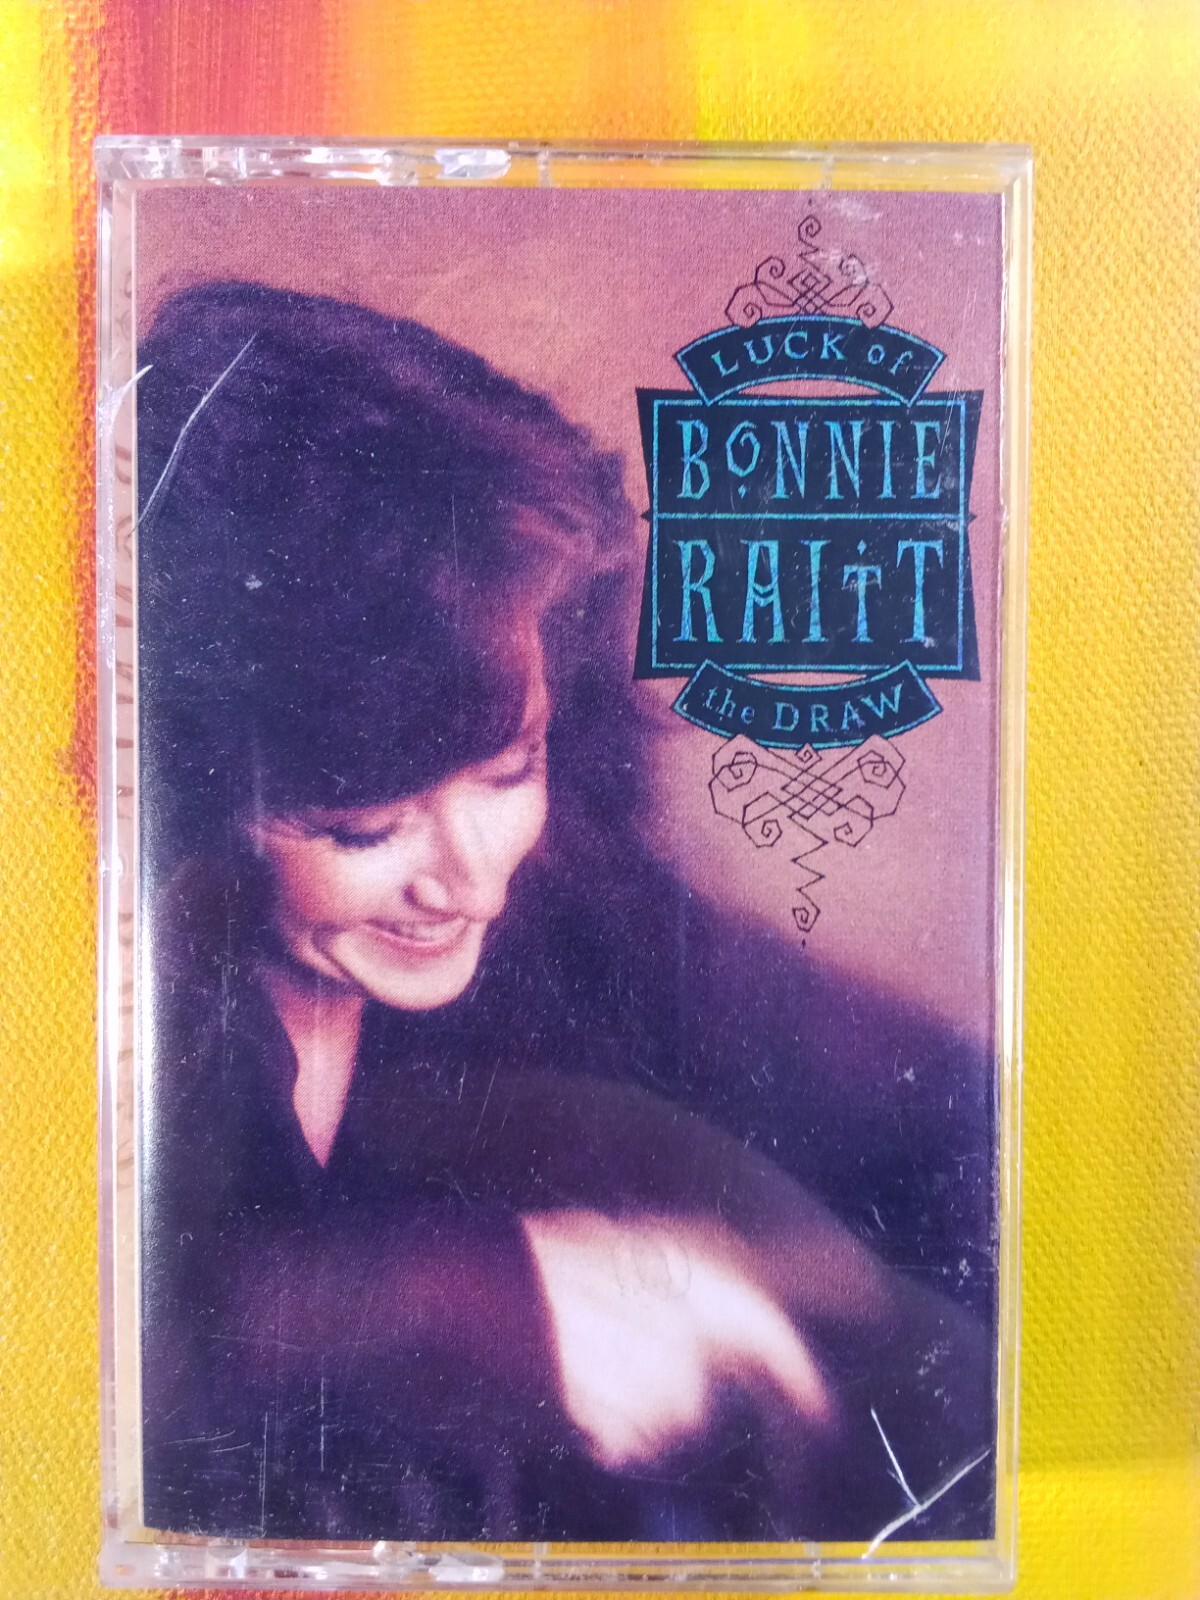 LUCK of
BONNIE
RAITT
the DRAW